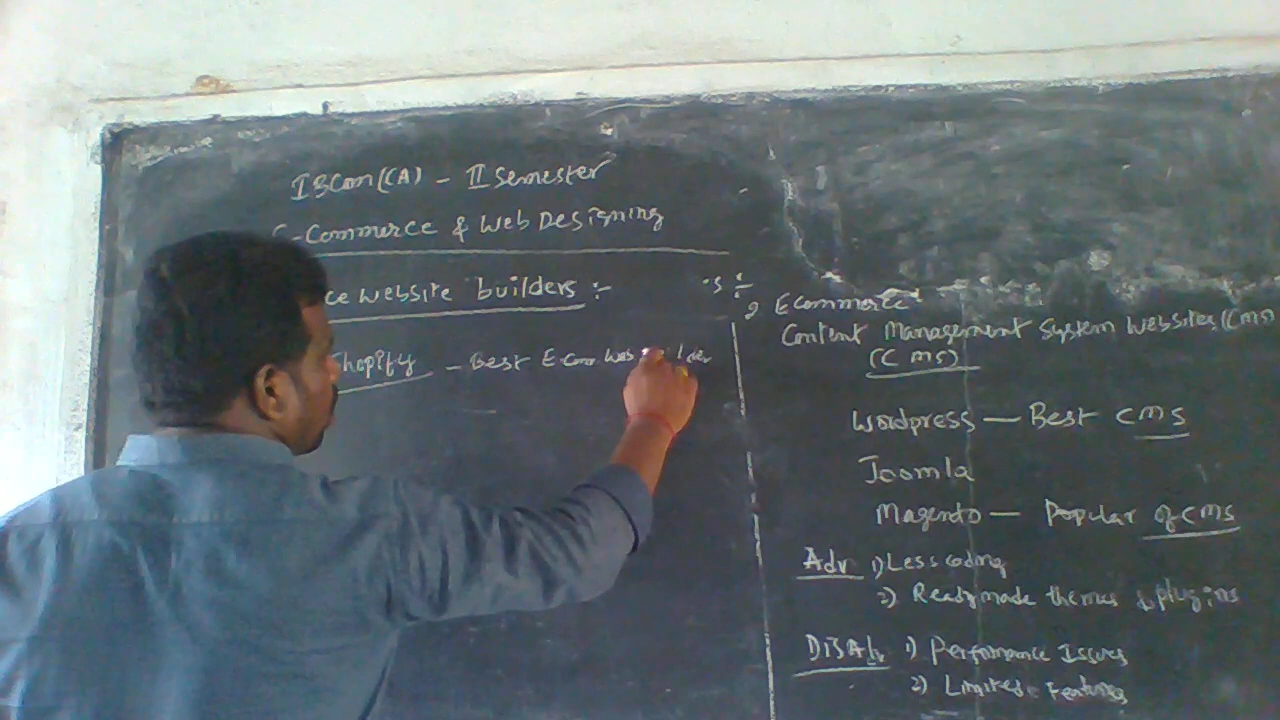 I BCom (CA) - II Semester
E-Commerce & Web Designing
ce website builders :-
Shopify - Best E.Com Web
Ecommerce
Content Management System Websites (CMS)
(CMS)
Wordpress - Best CMS
Joomla
Magento - Popular of CMS
Adv 1) Less coding
2) Readymade themes & plugins
DISAdv 1) Performance Issues
2) Limited Features